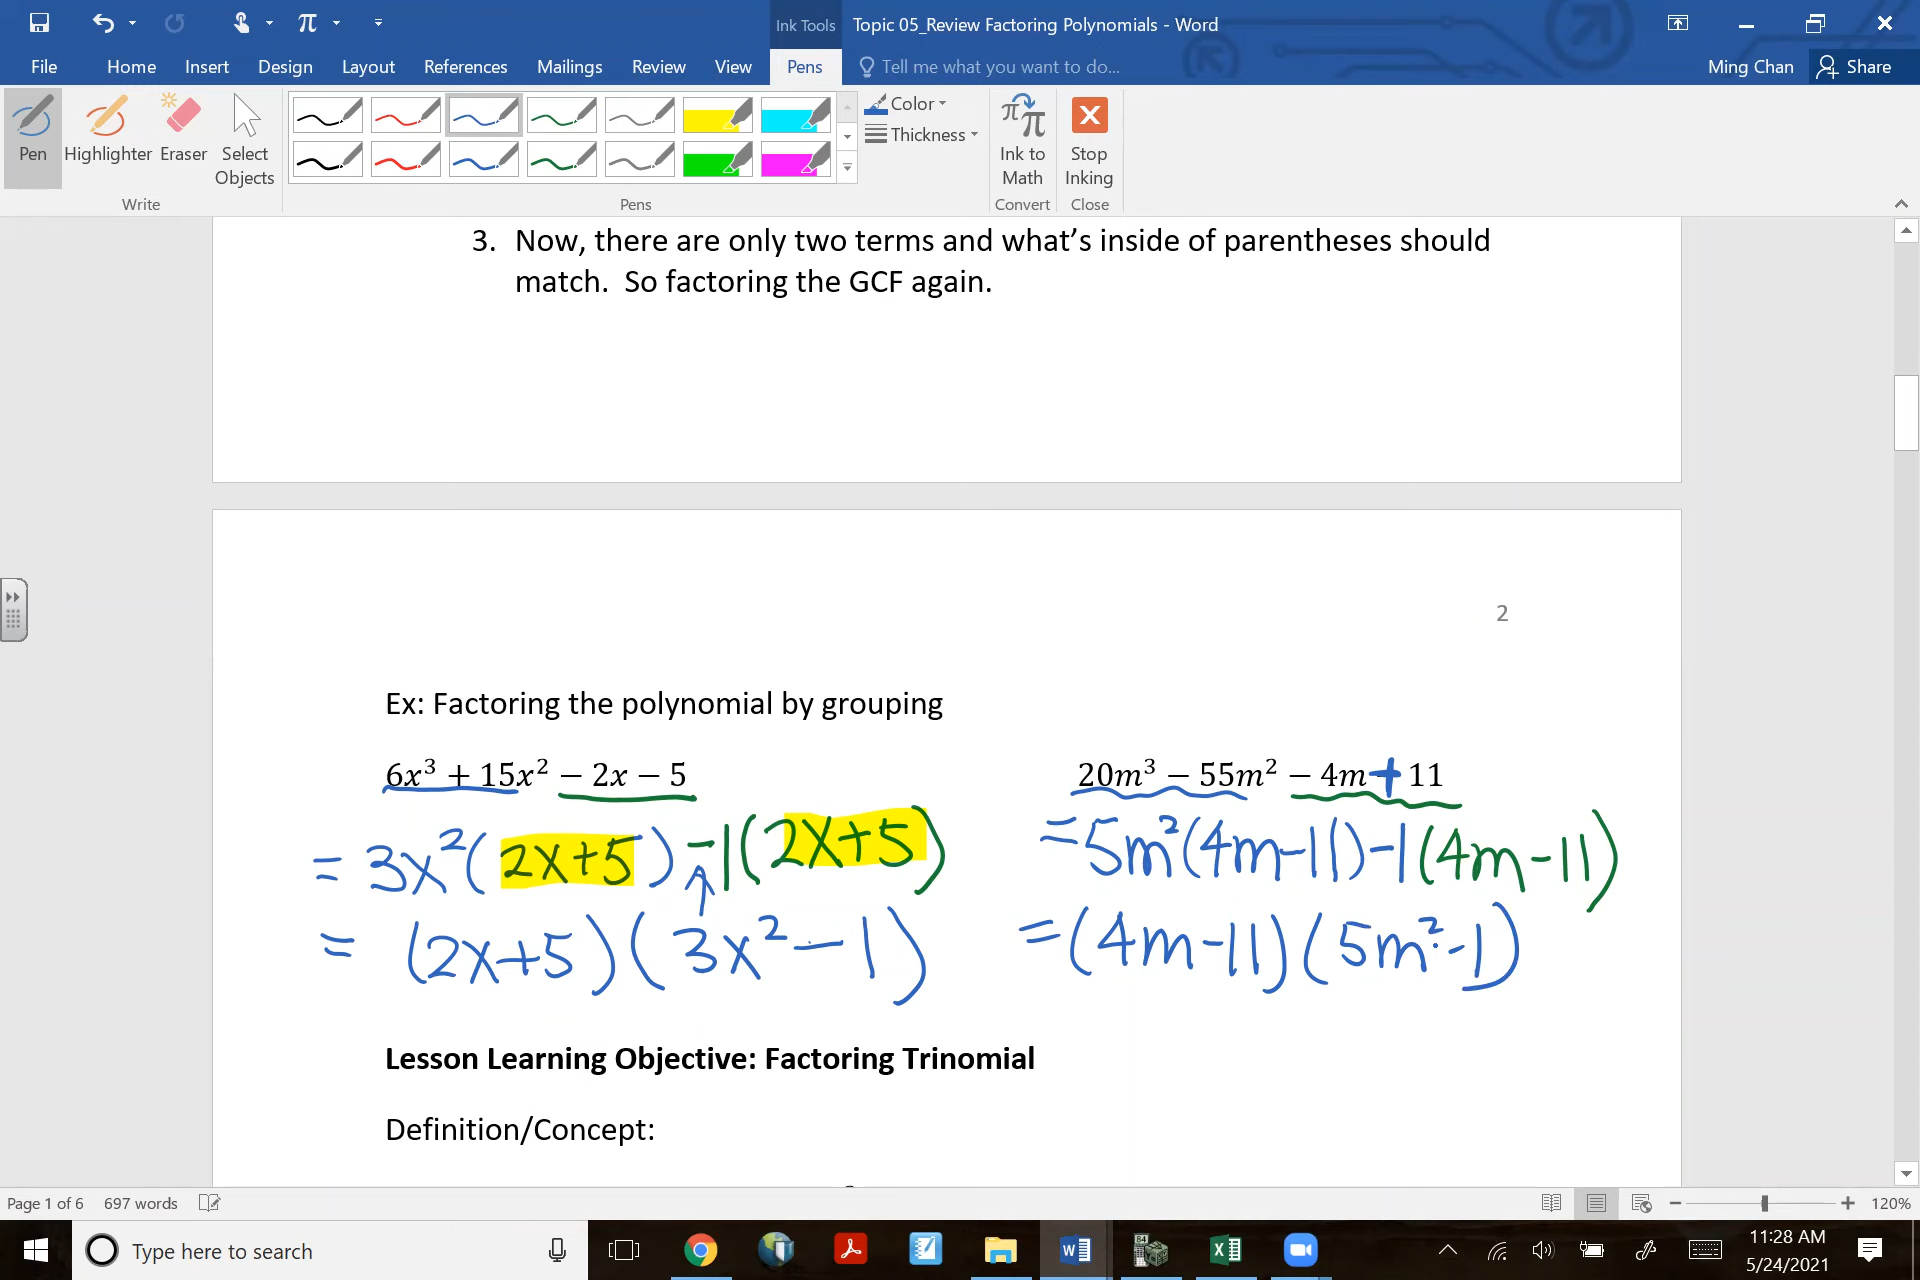 Ink Tools
Topic 05_Review Factoring Polynomials - Word
File Home Insert Design Layout References Mailings Review View Pens Tell me what you want to do... Ming Chan Share
Pen Highlighter Eraser Select Objects
Color
Thickness
Ink to Math
Stop Inking
Write Pens Convert Close
3. Now, there are only two terms and what's inside of parentheses should
match. So factoring the GCF again.
2
Ex: Factoring the polynomial by grouping
6x³ + 15x² − 2x − 5 20m³ − 55m² − 4m + 11
= 3x²(2x+5) −1(2x+5) =5m²(4m−11)−1(4m−11)
= (2x+5)(3x²−1) =(4m−11)(5m²−1)
Lesson Learning Objective: Factoring Trinomial
Definition/Concept:
Page 1 of 6 697 words 120%
Type here to search
11:28 AM
5/24/2021